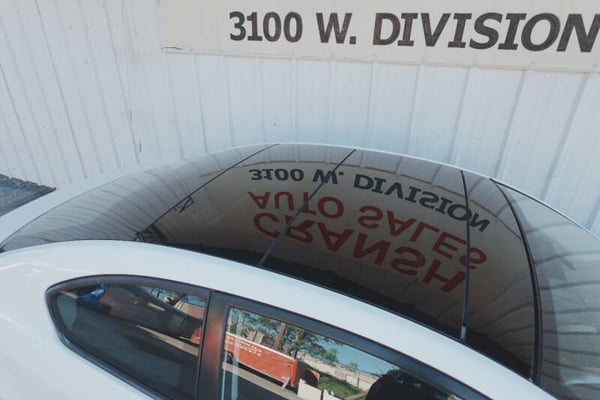 3100 W. DIVISION
3100 W. DIVISION
AUTO SALES
CRANSH